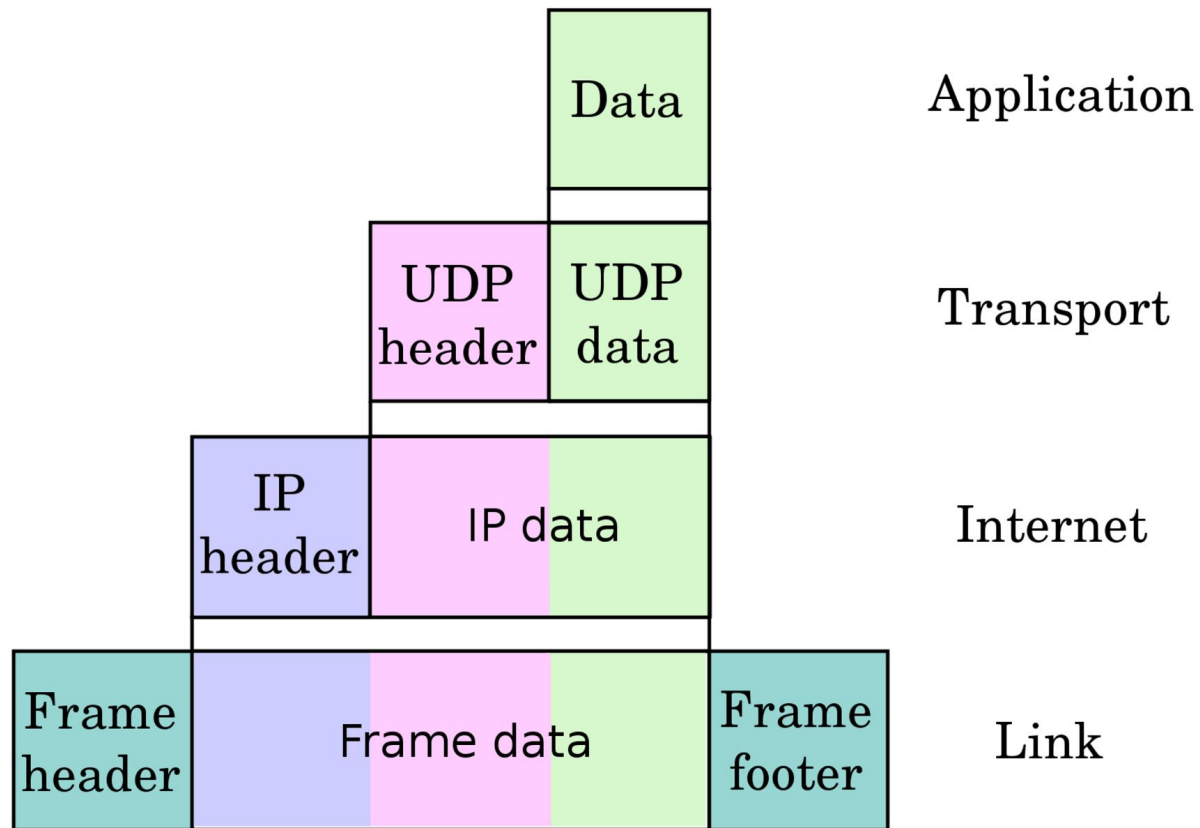 Data
Application
UDP
header
UDP
data
Transport
IP
header
IP data
Internet
Frame
header
Frame data
Frame
footer
Link